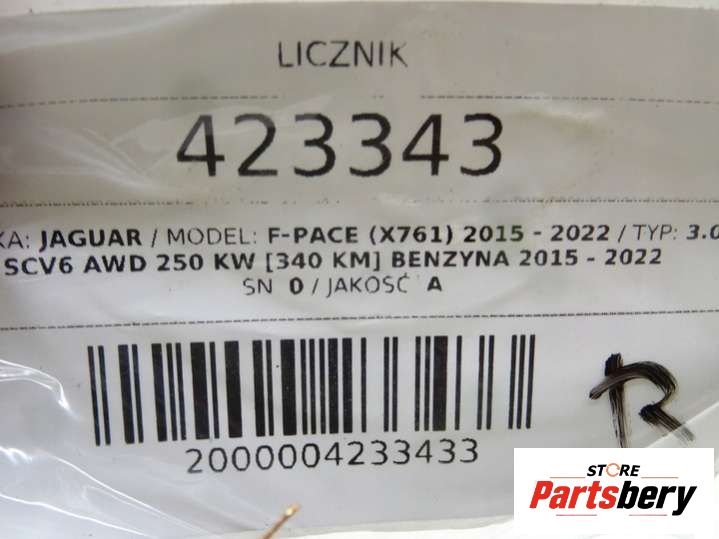 LICZNIK
423343
KA: JAGUAR / MODEL: F-PACE (X761) 2015 - 2022 / TYP: 3.0
SCV6 AWD 250 KW [340 KM] BENZYNA 2015 - 2022
SN 0 / JAKOŚĆ A
2000004233433
R
STORE
Partsbery